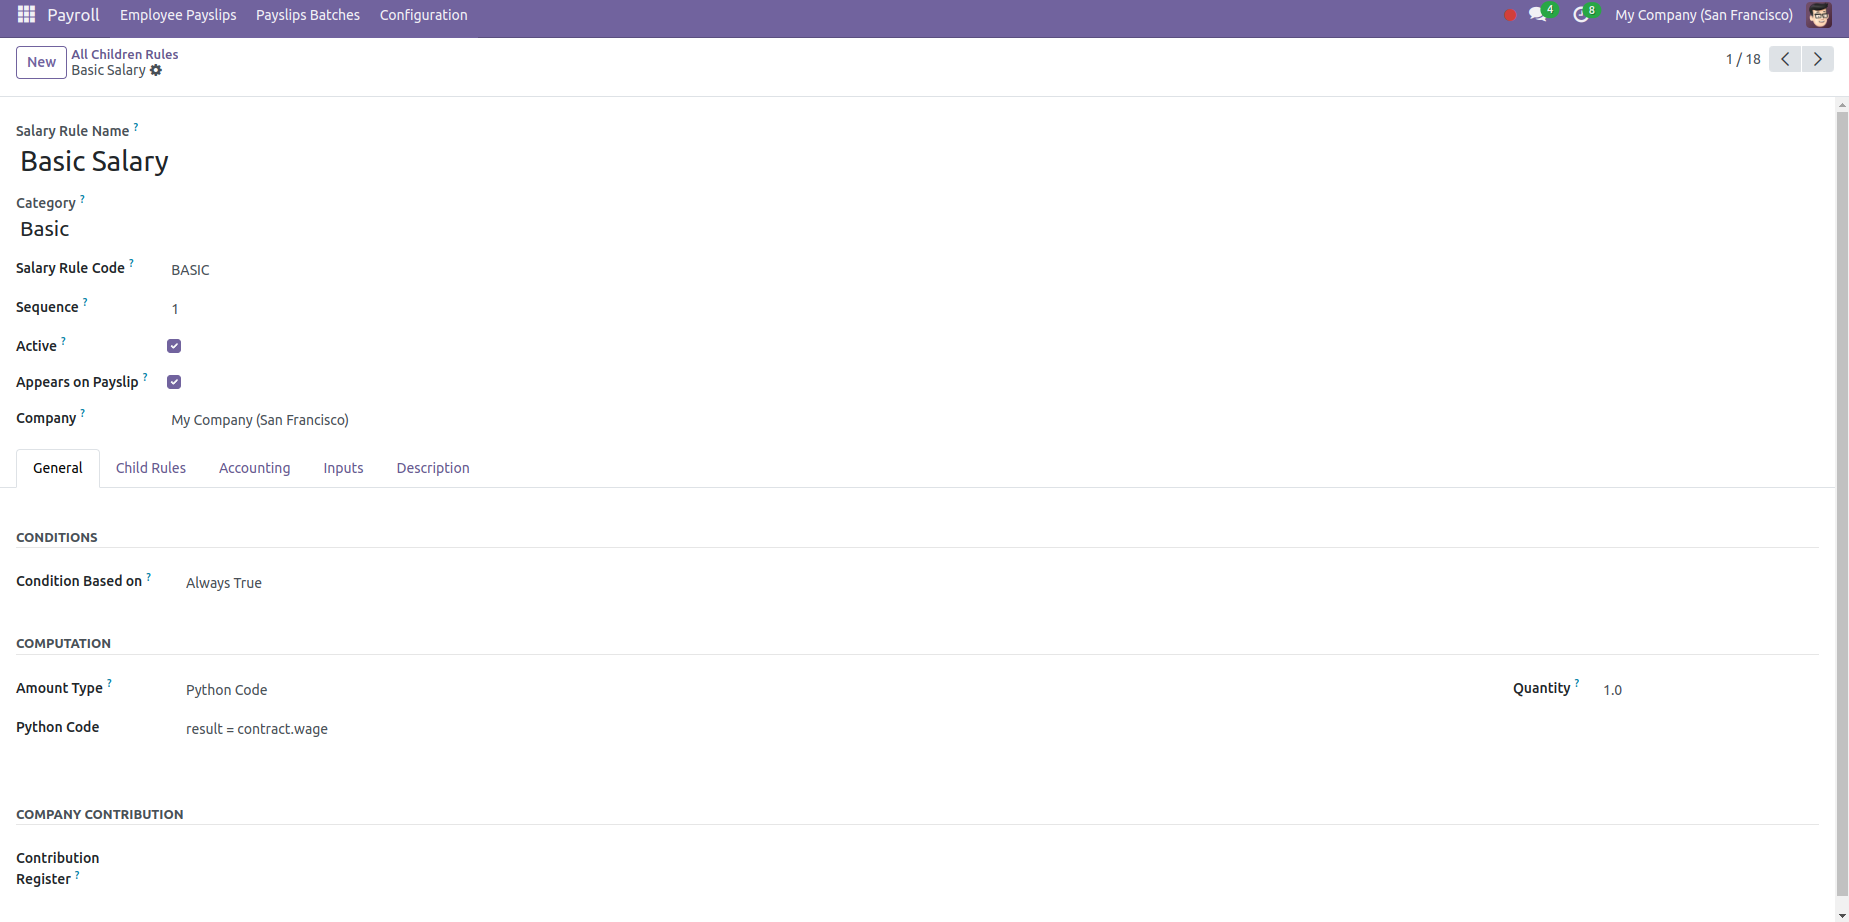 Payroll Employee Payslips Payslips Batches Configuration 4 8 My Company (San Francisco)
New All Children Rules 1 / 18
Basic Salary
Salary Rule Name ?
Basic Salary
Category ?
Basic
Salary Rule Code ? BASIC
Sequence ? 1
Active ?
Appears on Payslip ?
Company ? My Company (San Francisco)
General Child Rules Accounting Inputs Description
CONDITIONS
Condition Based on ? Always True
COMPUTATION
Amount Type ? Python Code Quantity ? 1.0
Python Code result = contract.wage
COMPANY CONTRIBUTION
Contribution
Register ?